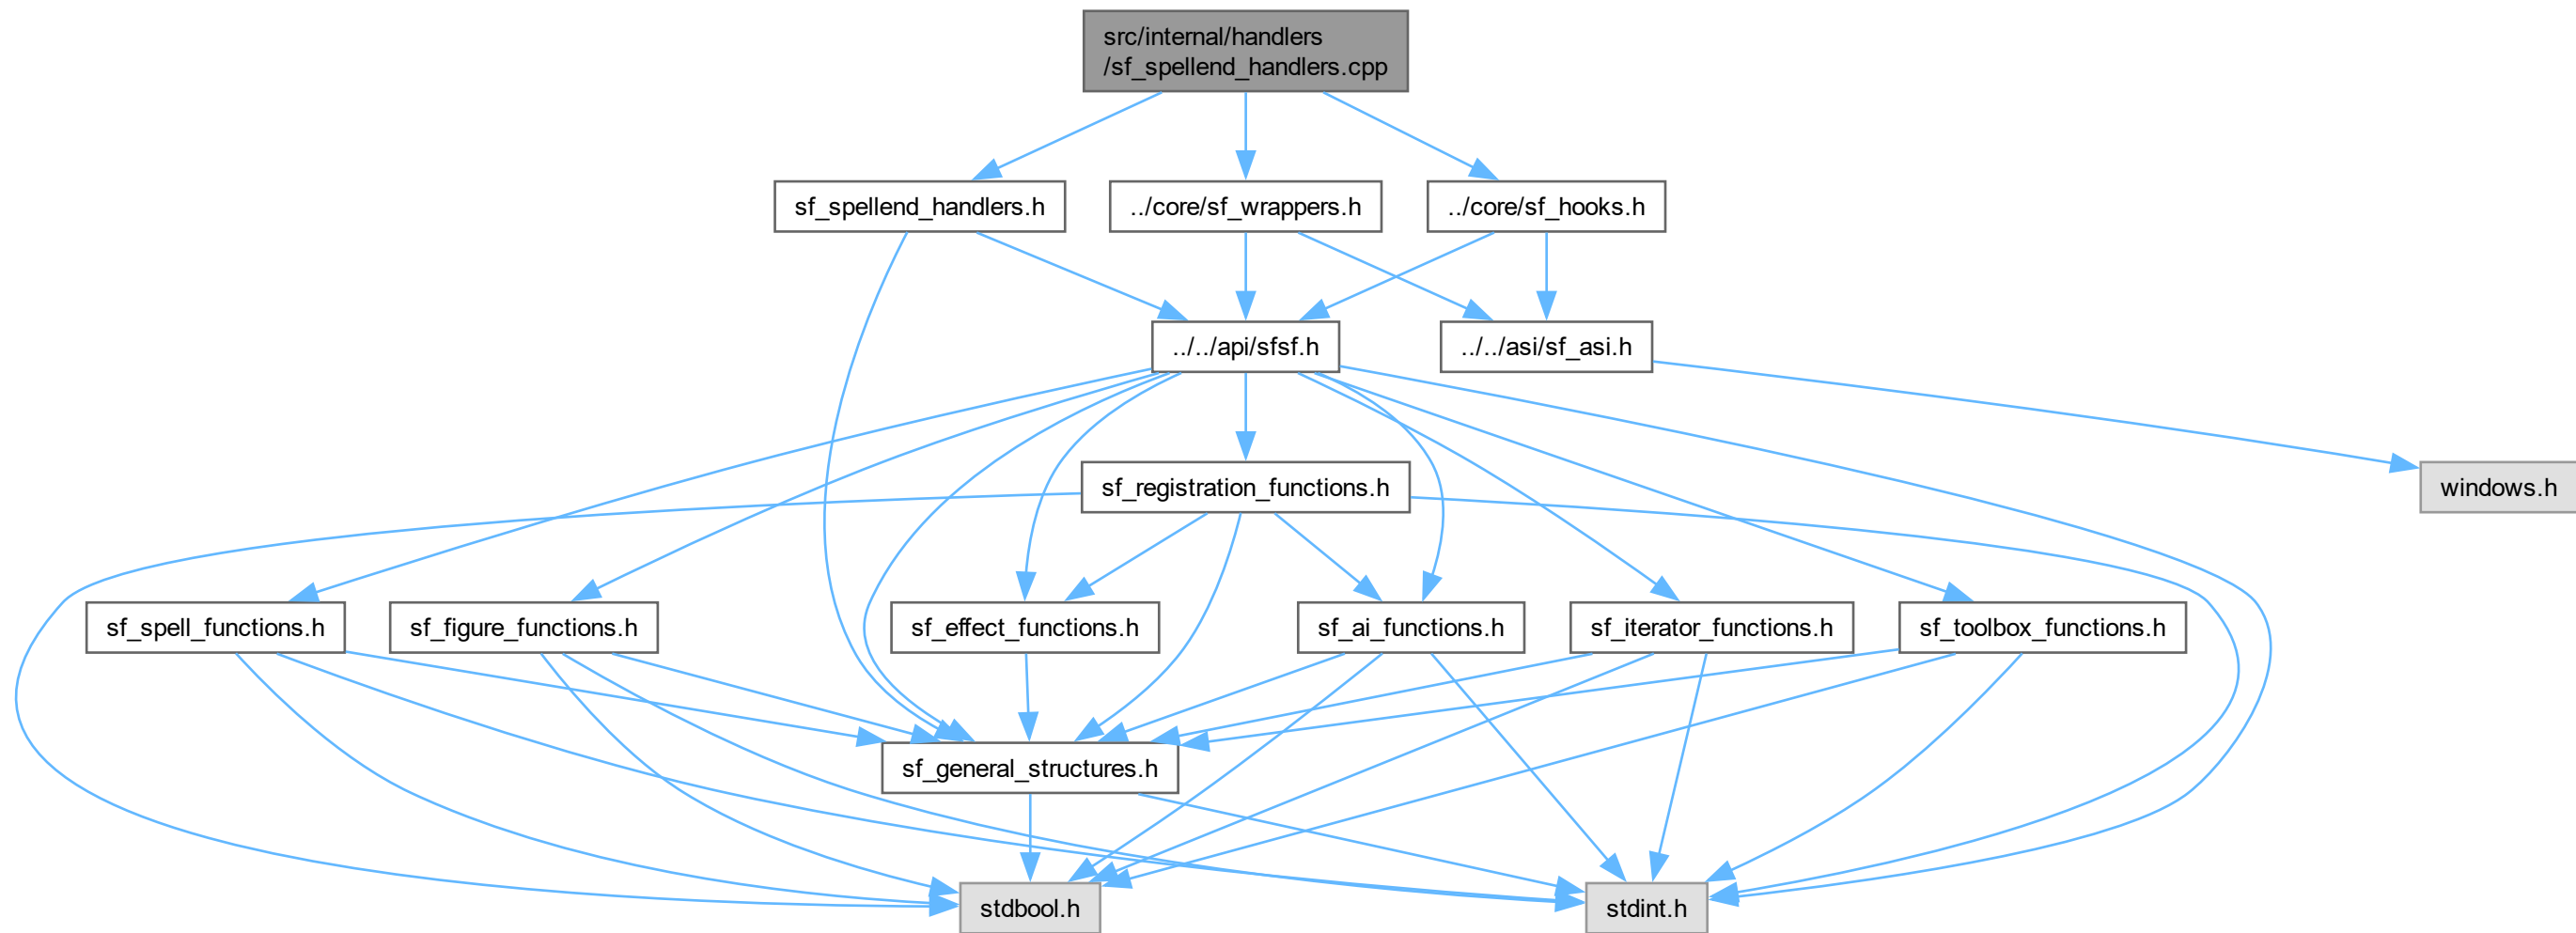 src/internal/handlers
/sf_spellend_handlers.cpp
sf_spellend_handlers.h
../core/sf_wrappers.h
../core/sf_hooks.h
../../api/sfsf.h
../../asi/sf_asi.h
sf_registration_functions.h
windows.h
sf_spell_functions.h
sf_figure_functions.h
sf_effect_functions.h
sf_ai_functions.h
sf_iterator_functions.h
sf_toolbox_functions.h
sf_general_structures.h
stdbool.h
stdint.h